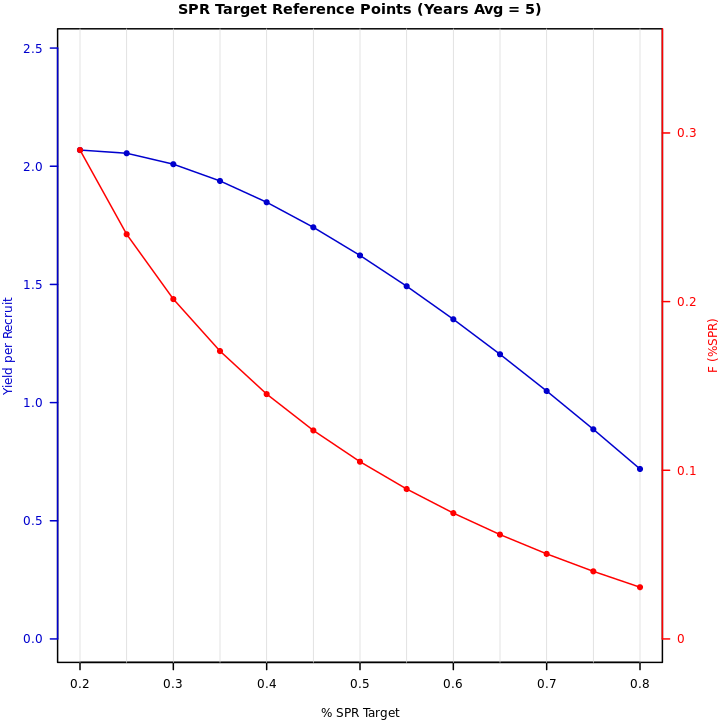 SPR Target Reference Points (Years Avg = 5)
2.5
2.0
1.5
1.0
0.5
0.0
Yield per Recruit
0.3
0.2
0.1
0
F (%SPR)
0.2 0.3 0.4 0.5 0.6 0.7 0.8
% SPR Target